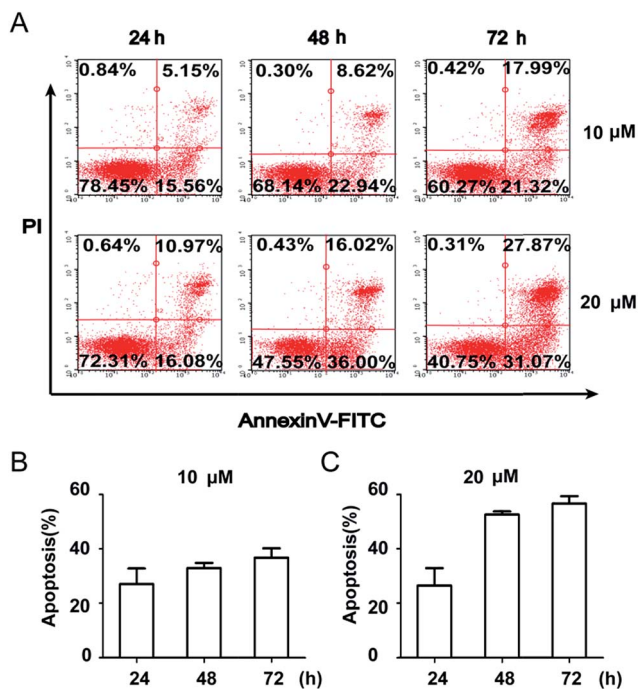 A
24 h 48 h 72 h
0.84% 5.15% 0.30% 8.62% 0.42% 17.99%
10 μM
78.45% 15.56% 68.14% 22.94% 60.27% 21.32%
PI
0.64% 10.97% 0.43% 16.02% 0.31% 27.87%
20 μM
72.31% 16.08% 47.55% 36.00% 40.75% 31.07%
AnnexinV-FITC
B 10 μM
Apoptosis(%)
60
40
20
0
24 48 72 (h)
C 20 μM
Apoptosis(%)
60
40
20
0
24 48 72 (h)